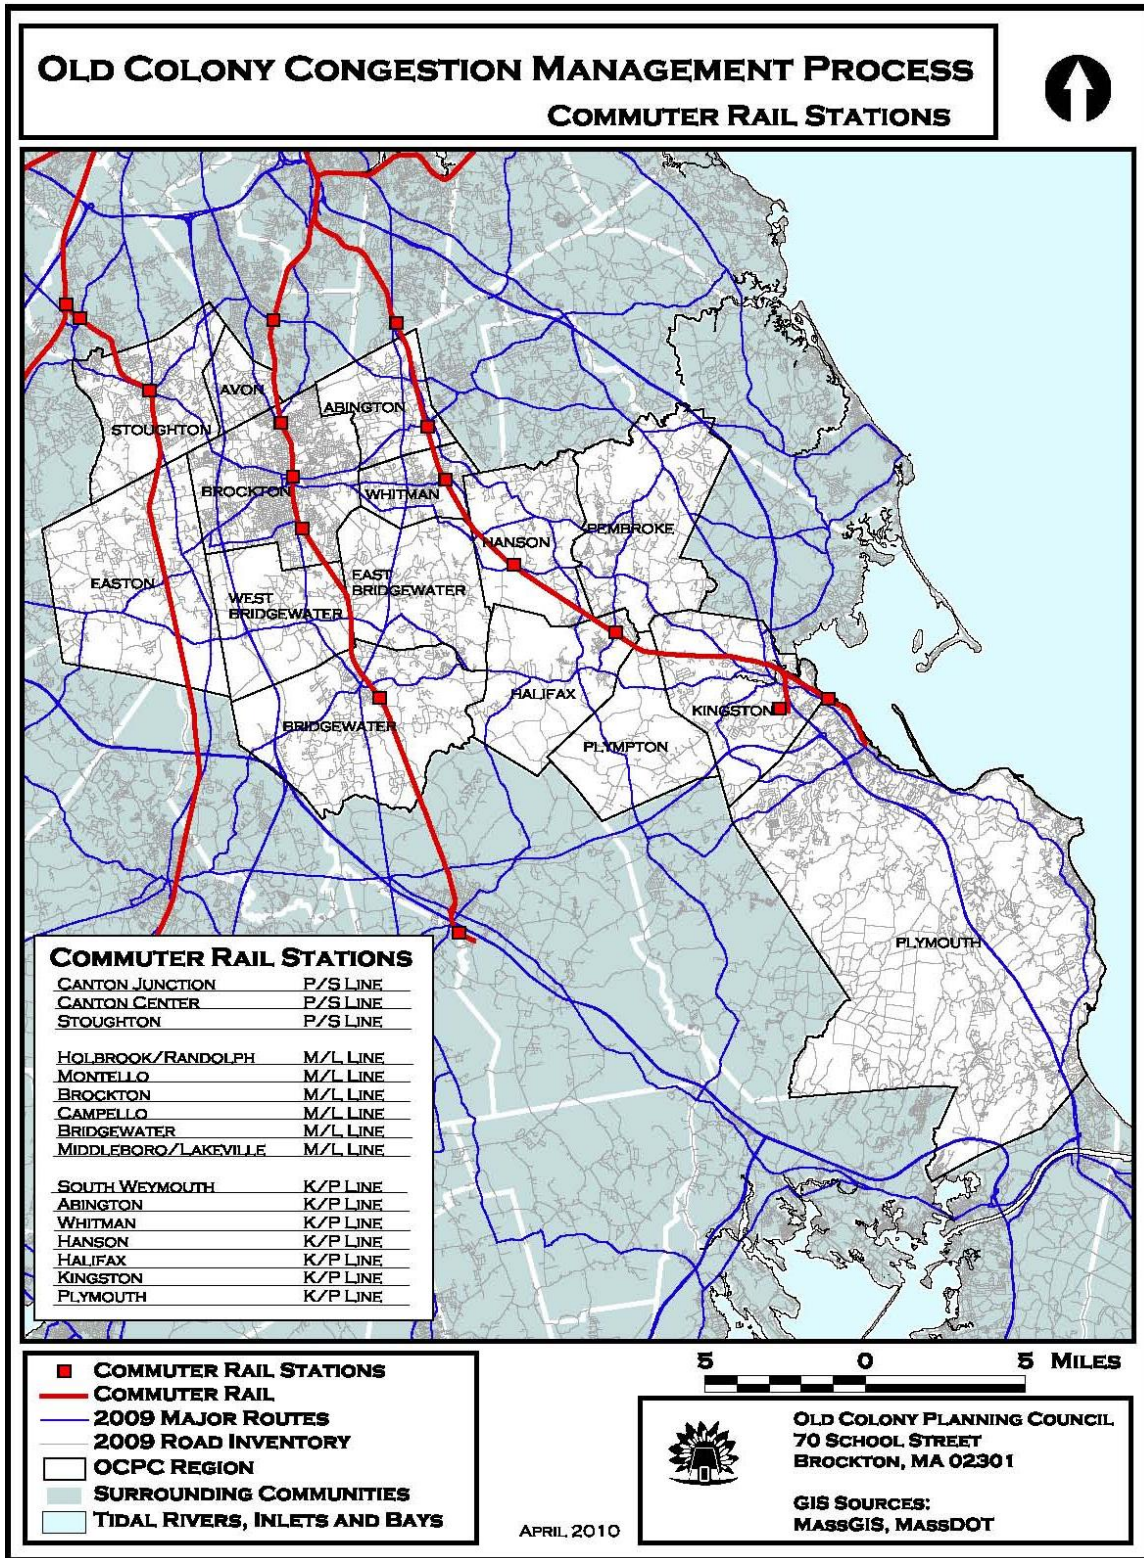 OLD COLONY CONGESTION MANAGEMENT PROCESS
COMMUTER RAIL STATIONS
AVON
ABINGTON
STOUGHTON
BROCKTON
WHITMAN
PEMBROKE
HANSON
EASTON
EAST
BRIDGEWATER
WEST
BRIDGEWATER
HALIFAX
KINGSTON
BRIDGEWATER
PLYMPTON
PLYMOUTH
COMMUTER RAIL STATIONS
CANTON JUNCTION P/S LINE
CANTON CENTER P/S LINE
STOUGHTON P/S LINE
HOLBROOK/RANDOLPH M/L LINE
MONTELLO M/L LINE
BROCKTON M/L LINE
CAMPELLO M/L LINE
BRIDGEWATER M/L LINE
MIDDLEBORO/LAKEVILLE M/L LINE
SOUTH WEYMOUTH K/P LINE
ABINGTON K/P LINE
WHITMAN K/P LINE
HANSON K/P LINE
HALIFAX K/P LINE
KINGSTON K/P LINE
PLYMOUTH K/P LINE
5 0 5 MILES
COMMUTER RAIL STATIONS
COMMUTER RAIL
2009 MAJOR ROUTES
2009 ROAD INVENTORY
OCPC REGION
SURROUNDING COMMUNITIES
TIDAL RIVERS, INLETS AND BAYS
APRIL 2010
OLD COLONY PLANNING COUNCIL
70 SCHOOL STREET
BROCKTON, MA 02301
GIS SOURCES:
MASSGIS, MASSDOT